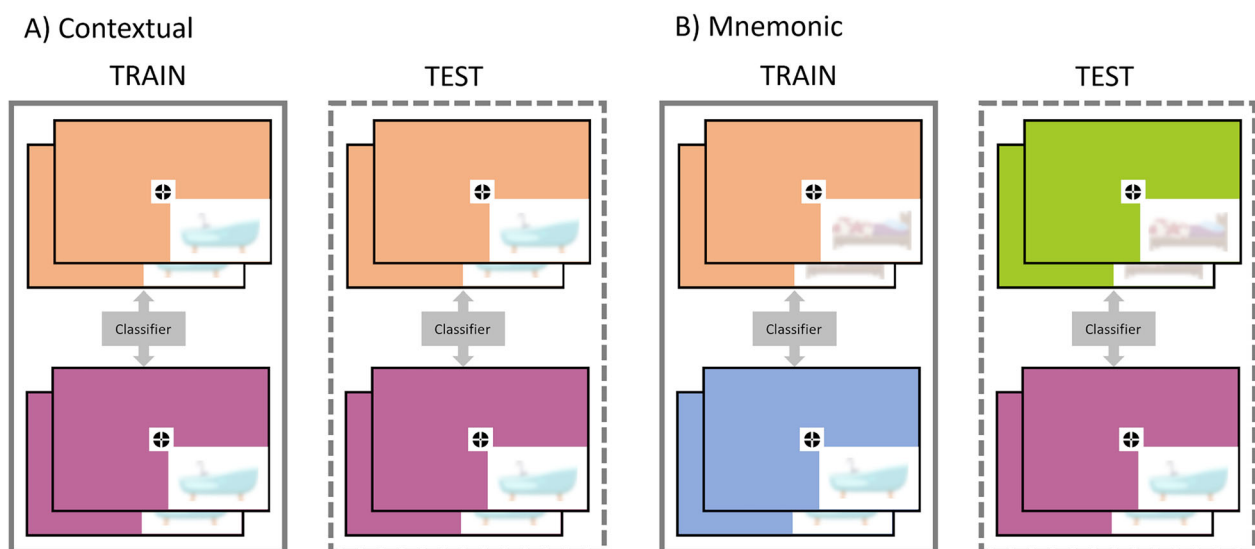 A) Contextual
TRAIN
TEST
Classifier
Classifier
B) Mnemonic
TRAIN
TEST
Classifier
Classifier